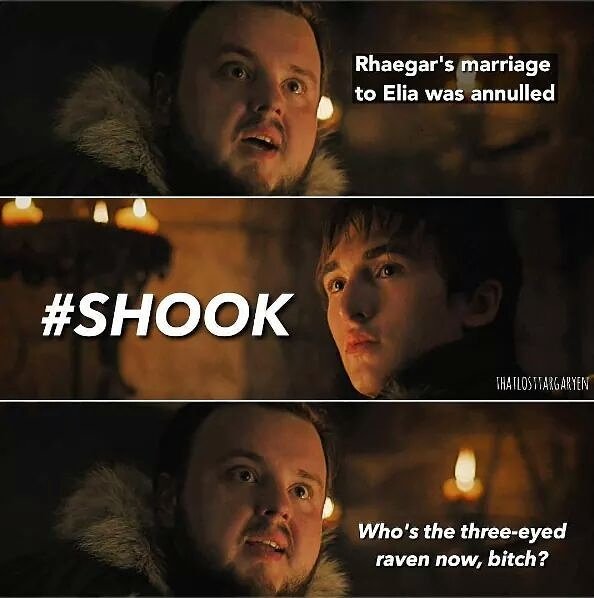 Rhaegar's marriage
to Elia was annulled
#SHOOK
THATLOSTTARGARYEN
Who's the three-eyed
raven now, bitch?